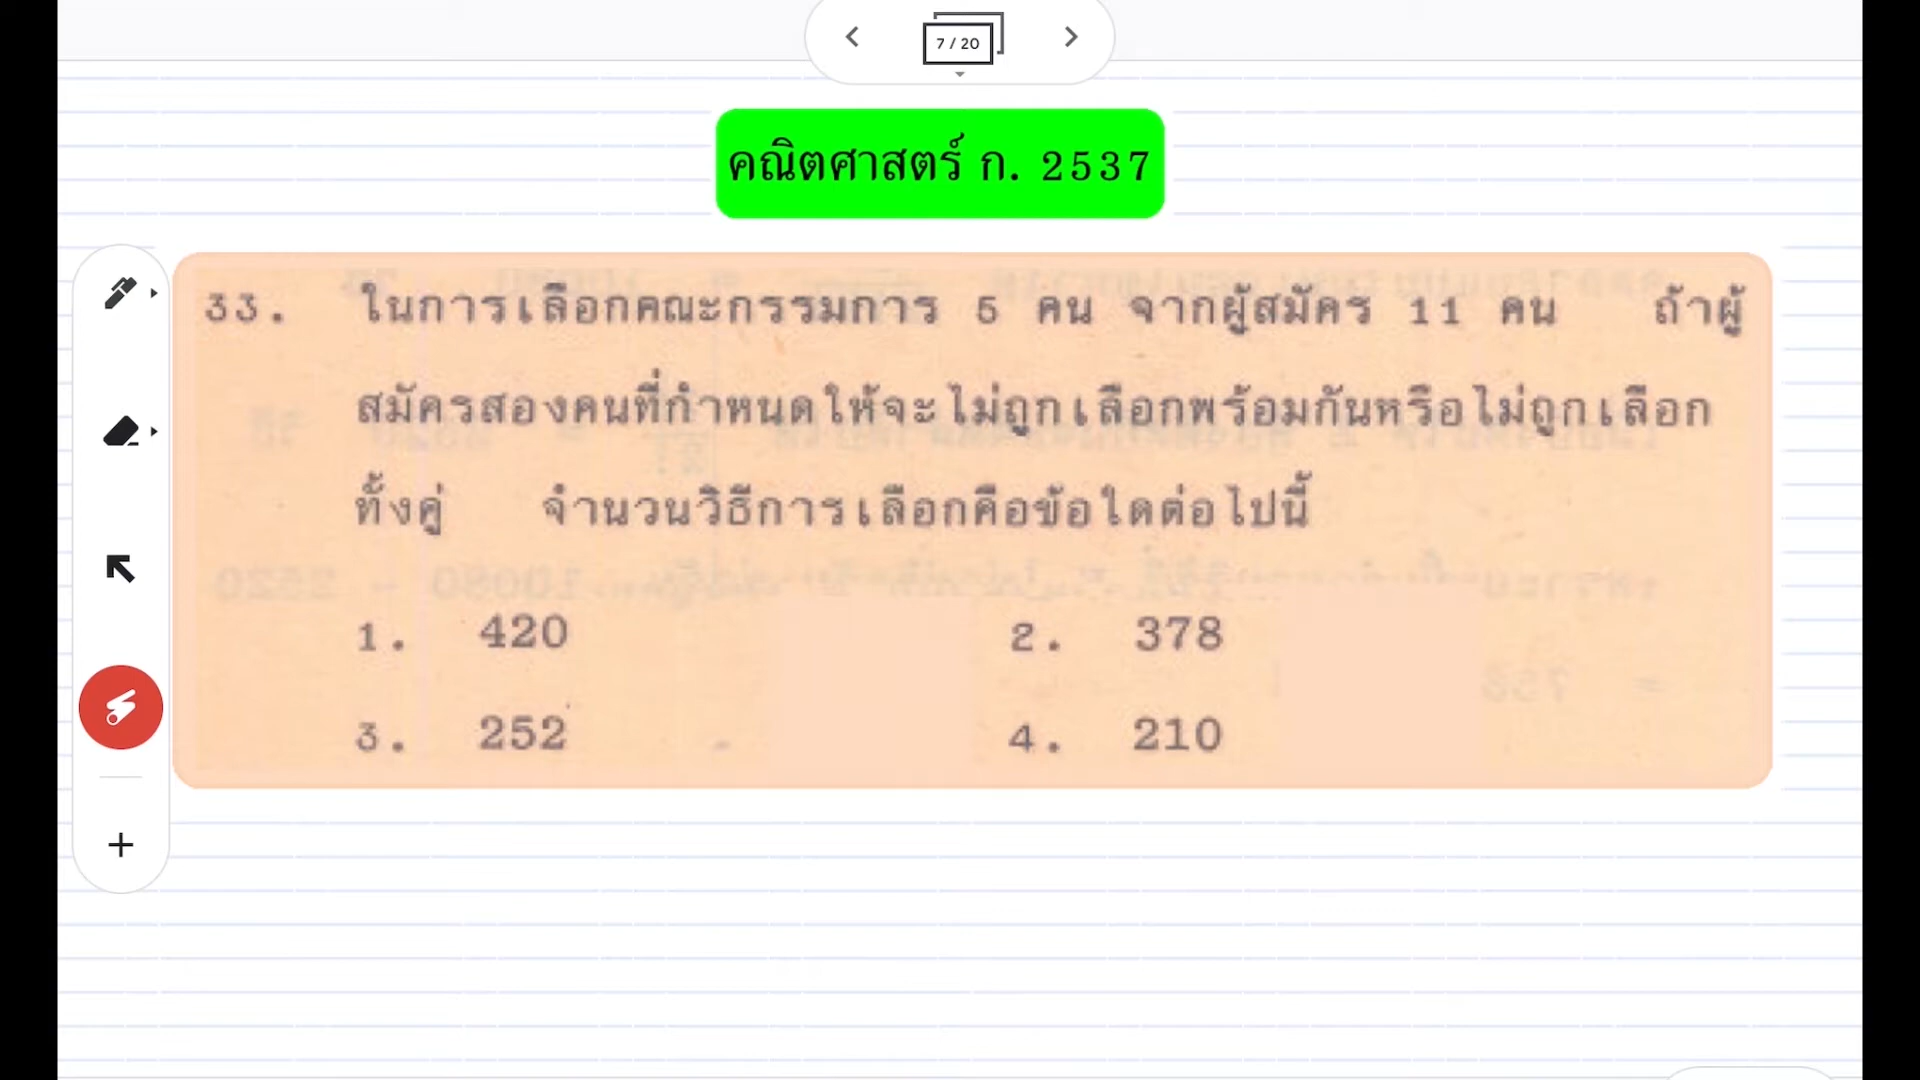 7 / 20
คณิตศาสตร์ ก. 2537
33. ในการเลือกคณะกรรมการ 5 คน จากผู้สมัคร 11 คน ถ้าผู้
สมัครสองคนที่กำหนดให้จะไม่ถูกเลือกพร้อมกันหรือไม่ถูกเลือก
ทั้งคู่ จำนวนวิธีการเลือกคือข้อใดต่อไปนี้
1. 420 2. 378
3. 252 4. 210